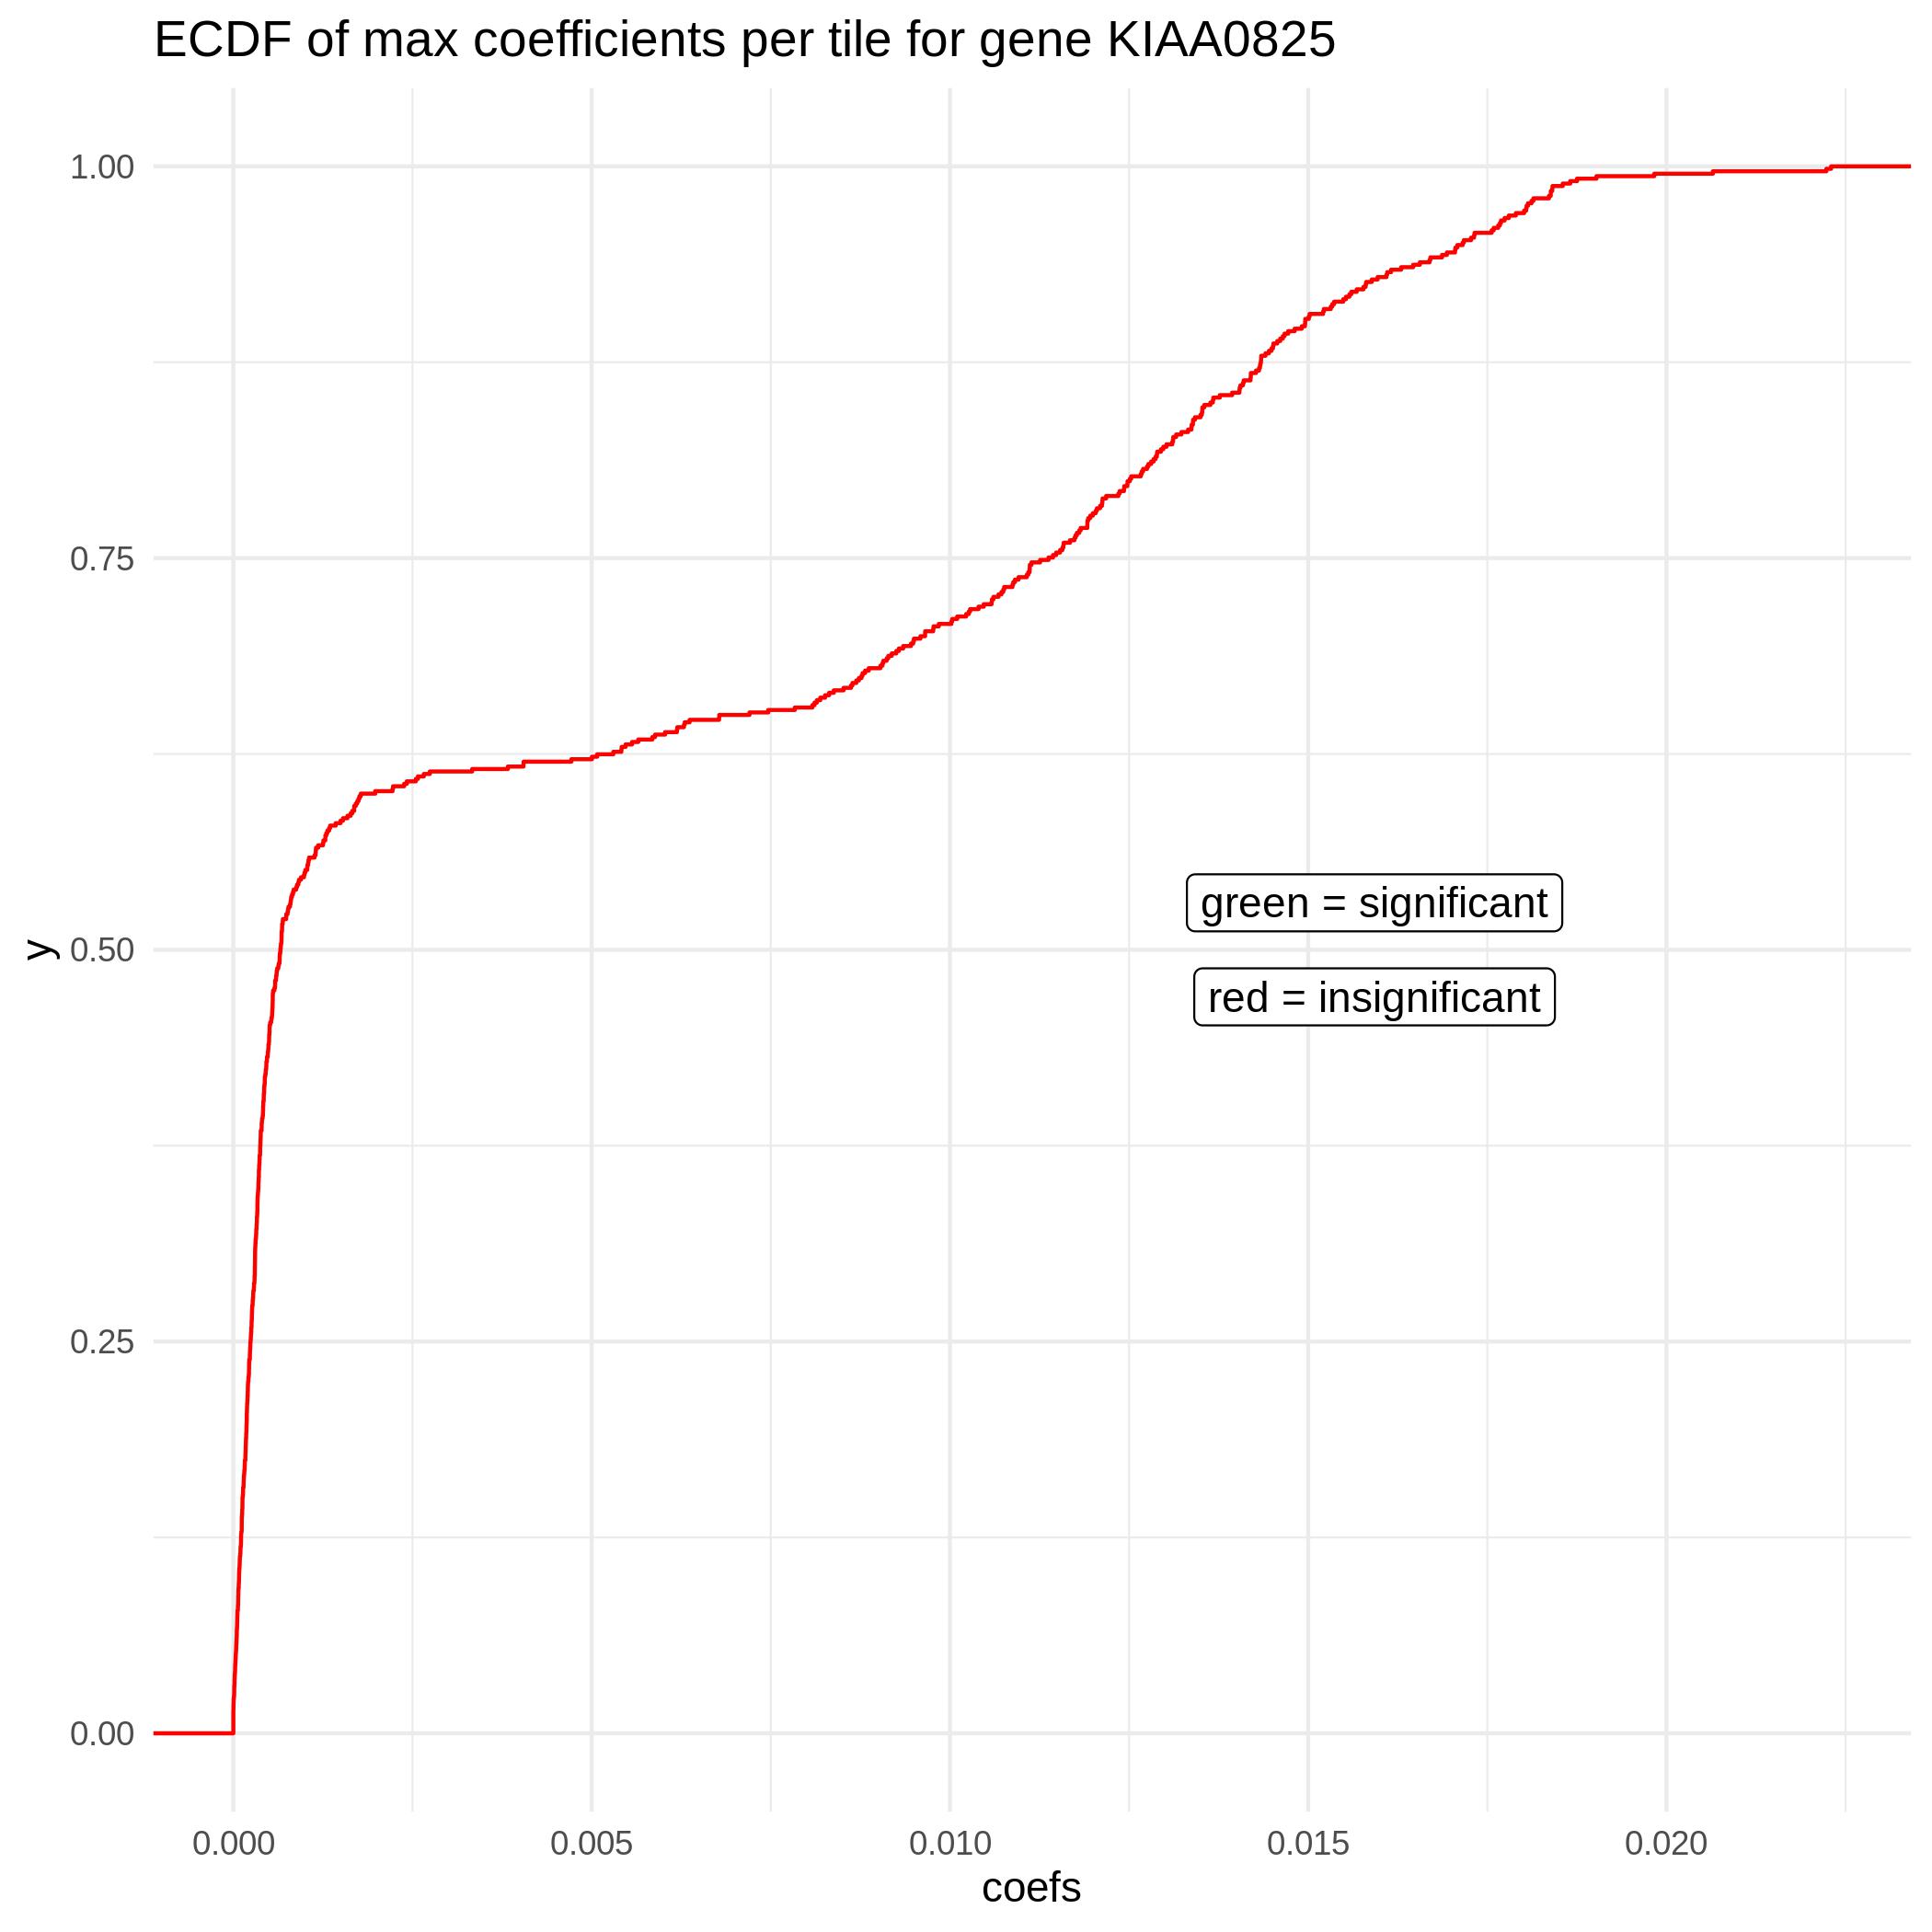 ECDF of max coefficients per tile for gene KIAA0825
1.00
0.75
0.50
0.25
0.00
y
green = significant
red = insignificant
0.000
0.005
0.010
0.015
0.020
coefs